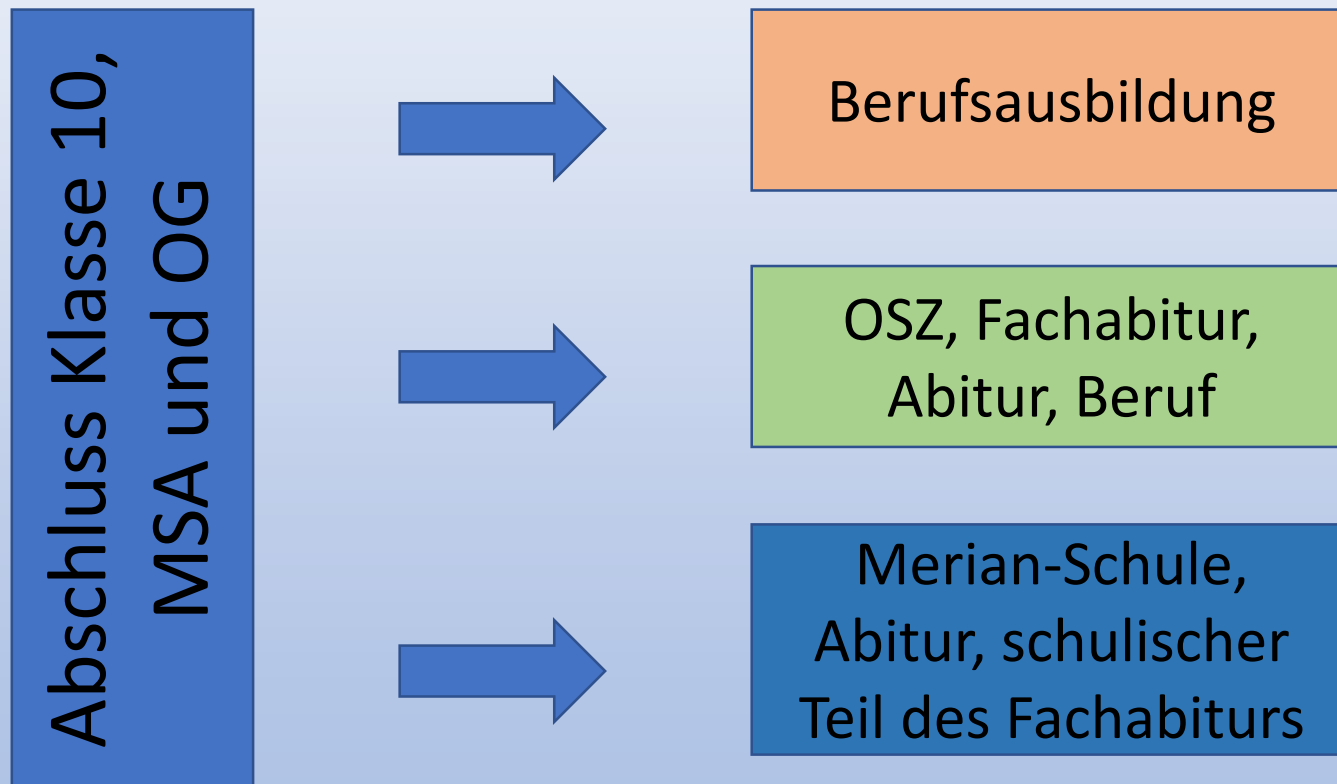 Abschluss Klasse 10,
MSA und OG
Berufsausbildung
OSZ, Fachabitur,
Abitur, Beruf
Merian-Schule,
Abitur, schulischer
Teil des Fachabiturs